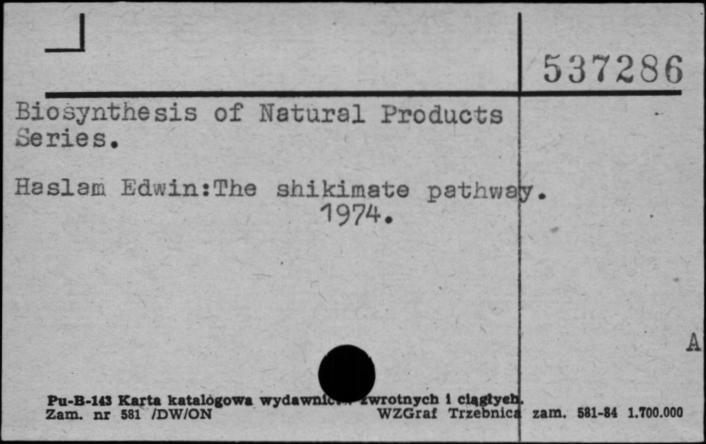 537286
Biosynthesis of Natural Products
Series.
Haslam Edwin:The shikimate pathway.
1974.
A
Pu-B-143 Karta katalogowa zwrotnych i ciągłych.
Zam. nr 581 /DW/ON WZGraf Trzebnica zam. 581-84 1.700.000